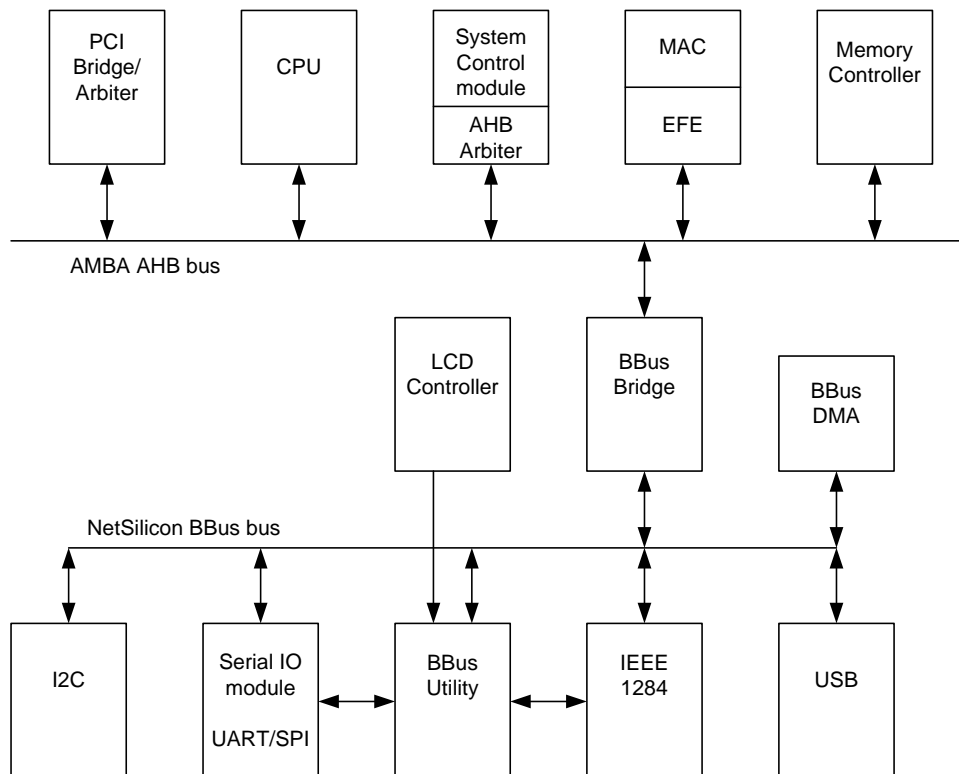 PCI
Bridge/
Arbiter
CPU
System
Control
module
AHB
Arbiter
MAC
EFE
Memory
Controller
AMBA AHB bus
LCD
Controller
BBus
Bridge
BBus
DMA
NetSilicon BBus bus
I2C
Serial IO
module
UART/SPI
BBus
Utility
IEEE
1284
USB